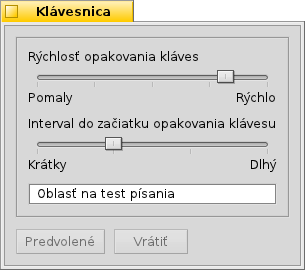 Klávesnica
Rýchlosť opakovania kláves
Pomaly Rýchlo
Interval do začiatku opakovania klávesu
Krátky Dlhý
Oblasť na test písania
Predvolené Vrátiť